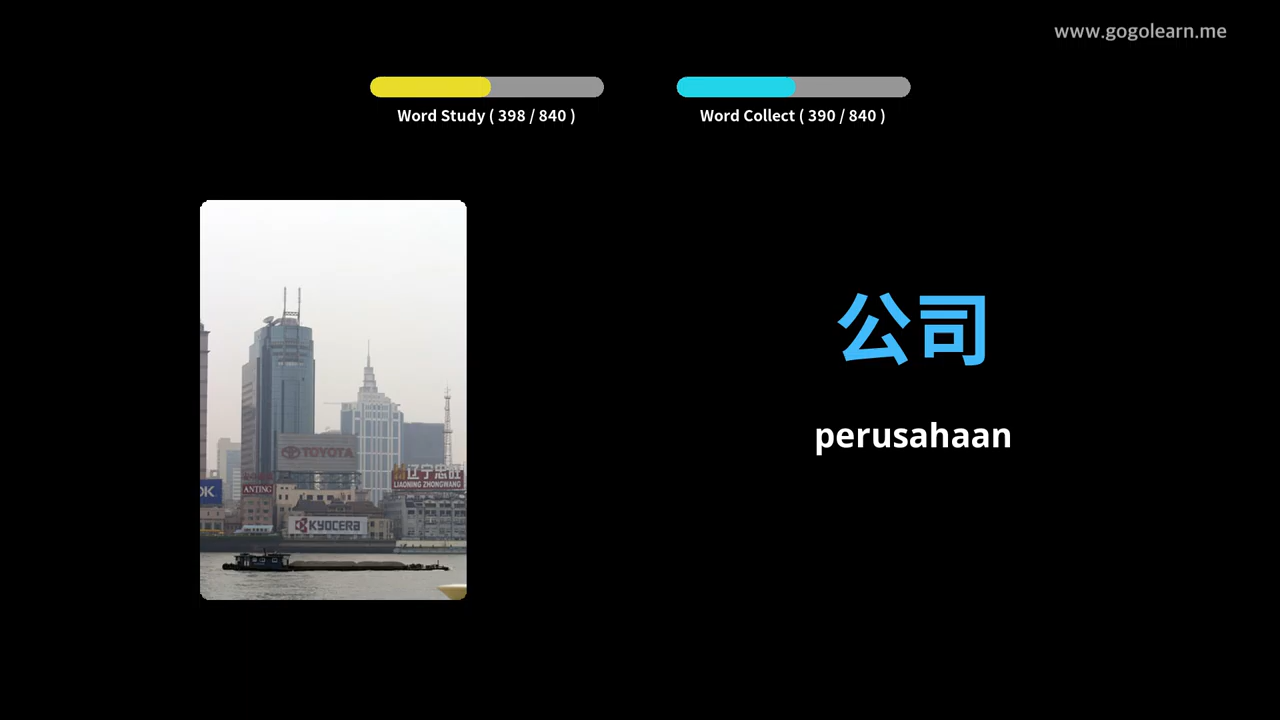 www.gogolearn.me
Word Study ( 398 / 840 )
Word Collect ( 390 / 840 )
公司
perusahaan
TOYOTA
辽宁忠旺
LIAONING ZHONGWANG
OK
ANTING
KYOCERA